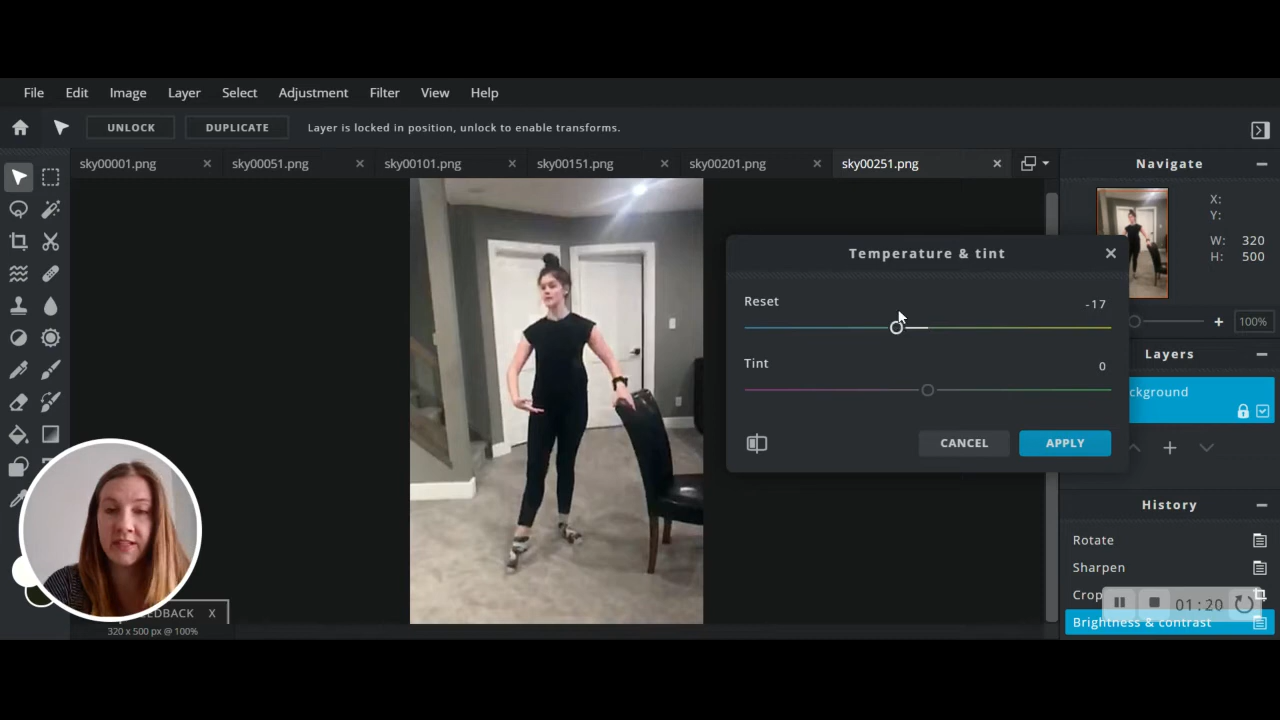 File Edit Image Layer Select Adjustment Filter View Help
UNLOCK DUPLICATE Layer is locked in position, unlock to enable transforms.
sky00001.png sky00051.png sky00101.png sky00151.png sky00201.png sky00251.png
Navigate
X:
Y:
W: 320
H: 500
100%
Temperature & tint
Reset -17
Tint 0
CANCEL APPLY
Layers
ckground
History
Rotate
Sharpen
Crop
Brightness & contrast
01:20
EDBACK X
320 x 500 px @ 100%